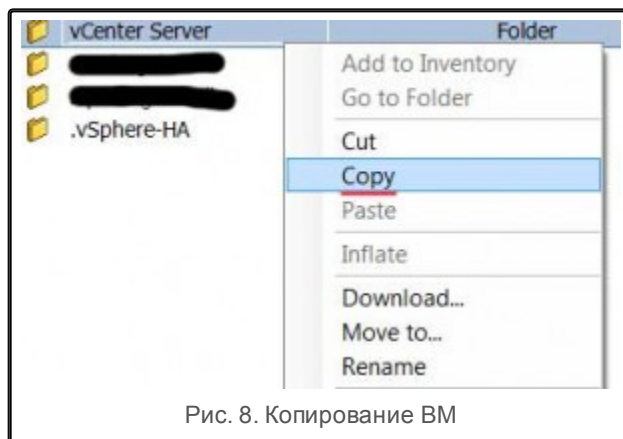 vCenter Server Folder
.vSphere-HA
Add to Inventory
Go to Folder
Cut
Copy
Paste
Inflate
Download...
Move to...
Rename
Рис. 8. Копирование ВМ